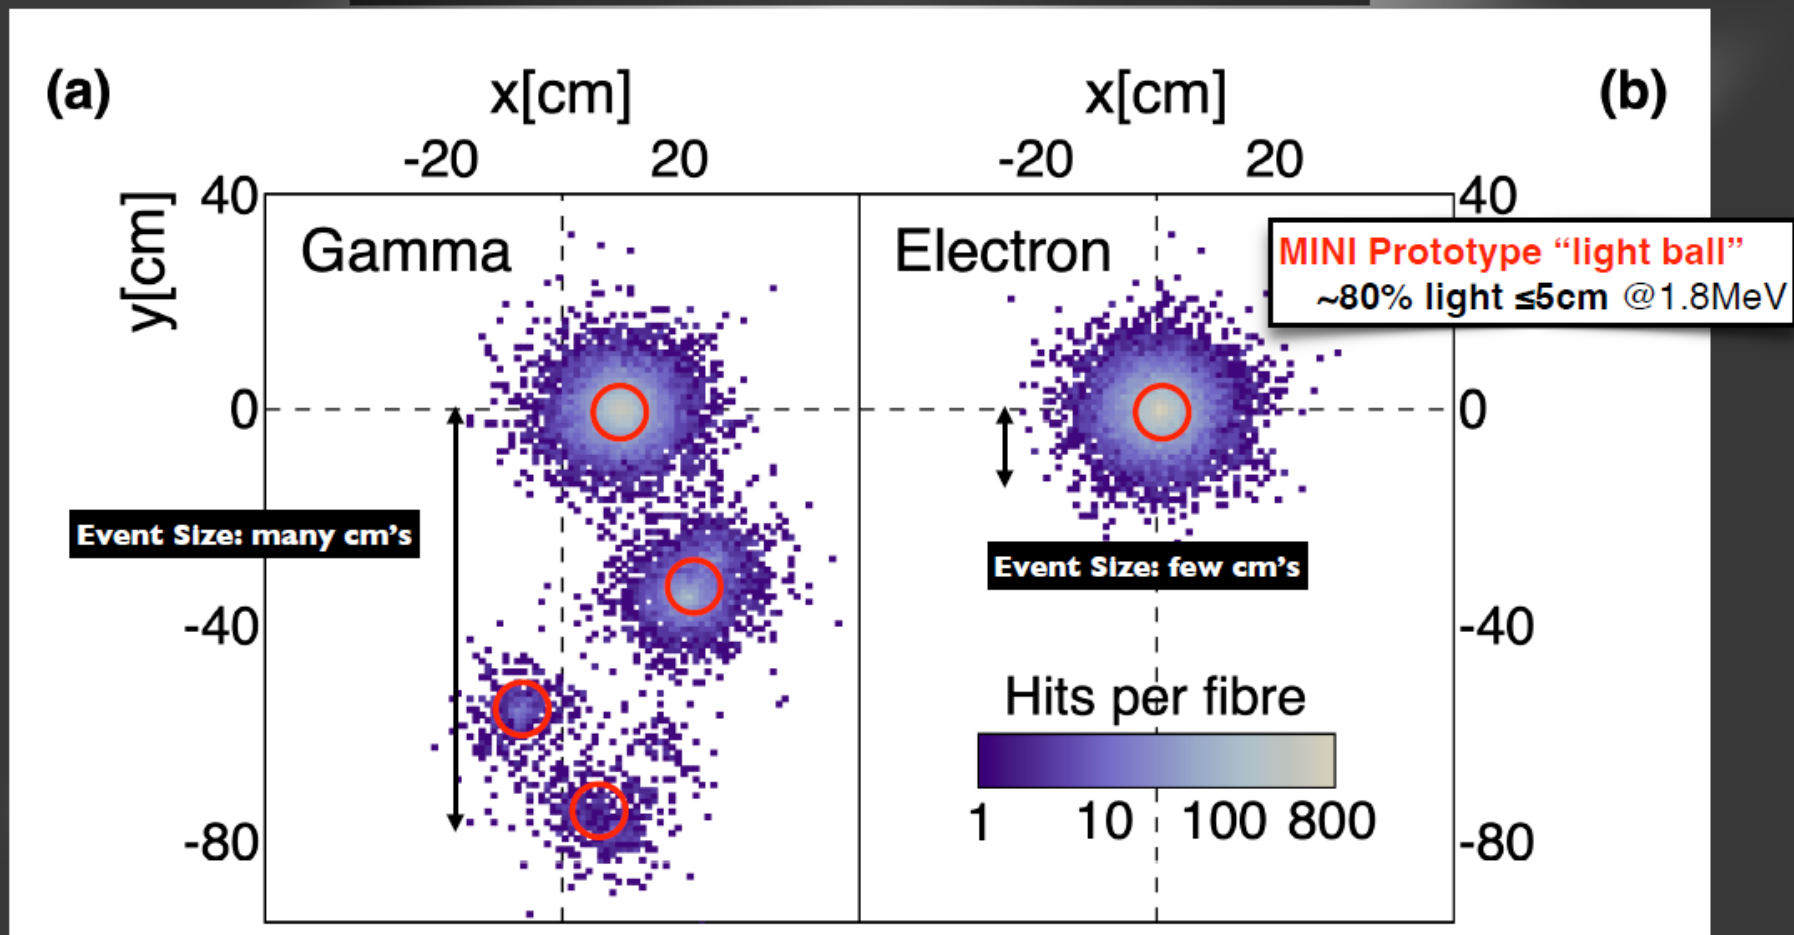 (a)
x[cm]
x[cm]
(b)
-20 20
-20 20
y[cm]
40
40
Gamma
Electron
MINI Prototype “light ball”
~80% light ≤5cm @1.8MeV
0
0
Event Size: many cm’s
Event Size: few cm’s
-40
-40
Hits per fibre
1 10 100 800
-80
-80